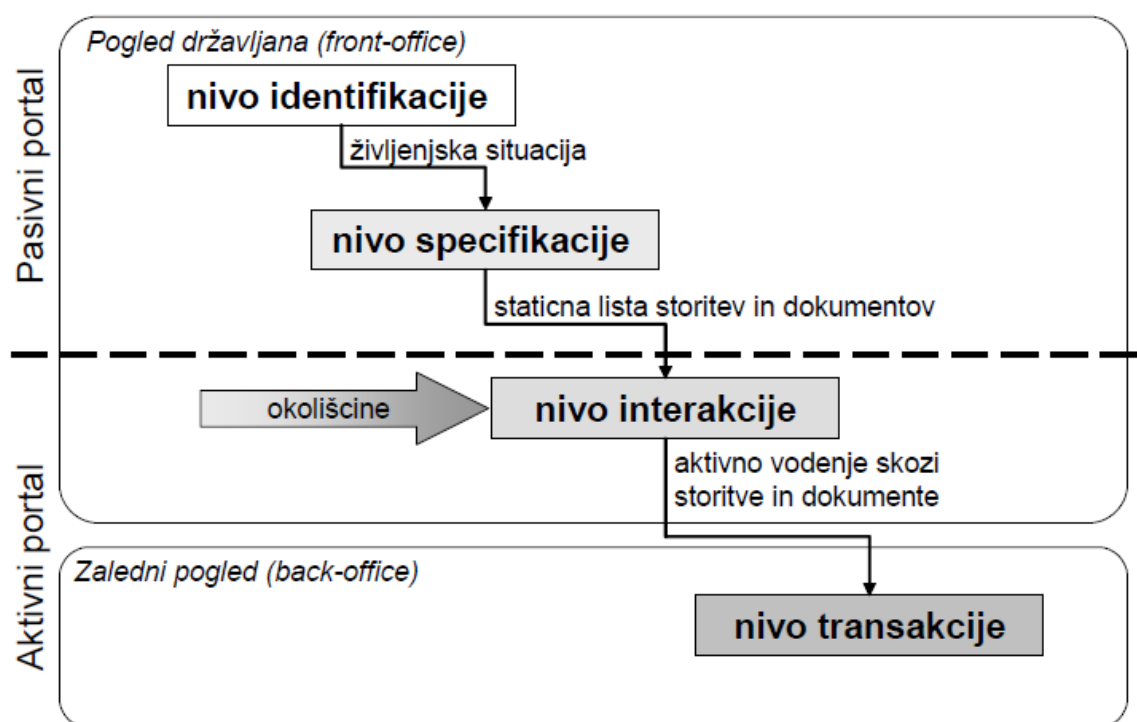 Pogled državljana (front-office)
Pasivni portal
nivo identifikacije
življenjska situacija
nivo specifikacije
staticna lista storitev in dokumentov
okolišcine
nivo interakcije
aktivno vodenje skozi
storitve in dokumente
Aktivni portal
Zaledni pogled (back-office)
nivo transakcije